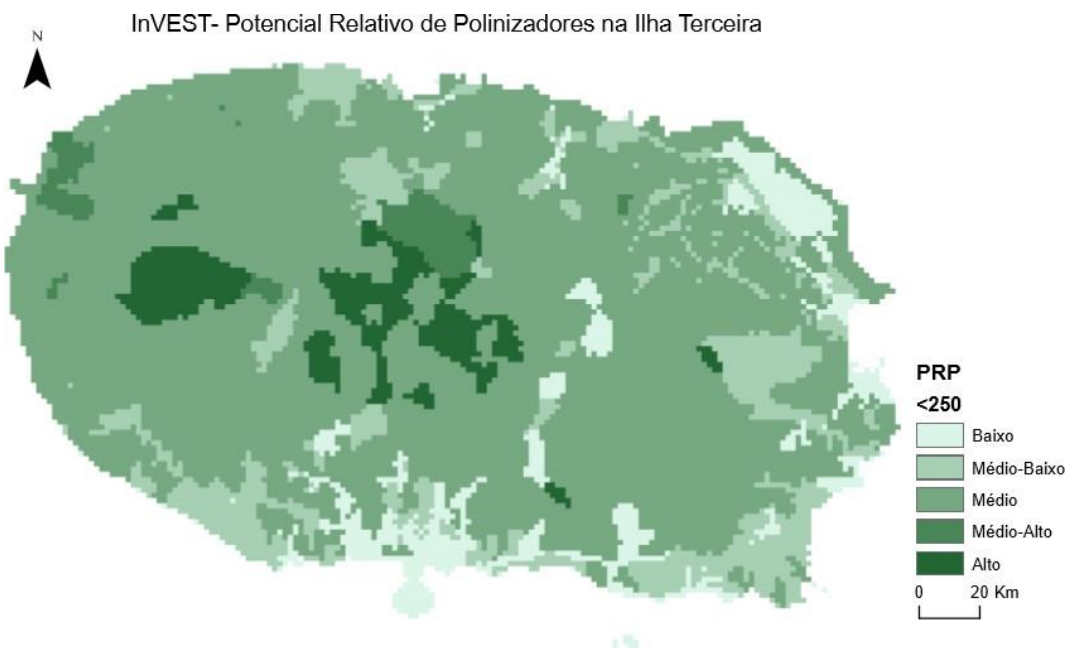 InVEST- Potencial Relativo de Polinizadores na Ilha Terceira
N
PRP
<250
Baixo
Médio-Baixo
Médio
Médio-Alto
Alto
0 20 Km